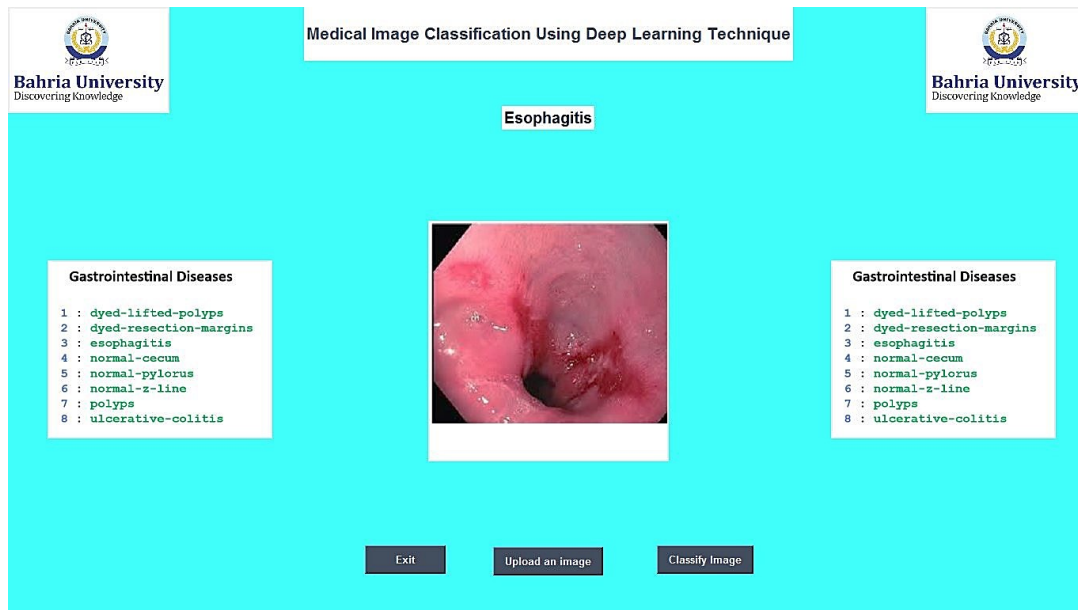 Medical Image Classification Using Deep Learning Technique
Bahria University
Discovering Knowledge
Bahria University
Discovering Knowledge
Esophagitis
Gastrointestinal Diseases
1 : dyed-lifted-polyps
2 : dyed-resection-margins
3 : esophagitis
4 : normal-cecum
5 : normal-pylorus
6 : normal-z-line
7 : polyps
8 : ulcerative-colitis
Gastrointestinal Diseases
1 : dyed-lifted-polyps
2 : dyed-resection-margins
3 : esophagitis
4 : normal-cecum
5 : normal-pylorus
6 : normal-z-line
7 : polyps
8 : ulcerative-colitis
Exit
Upload an image
Classify Image